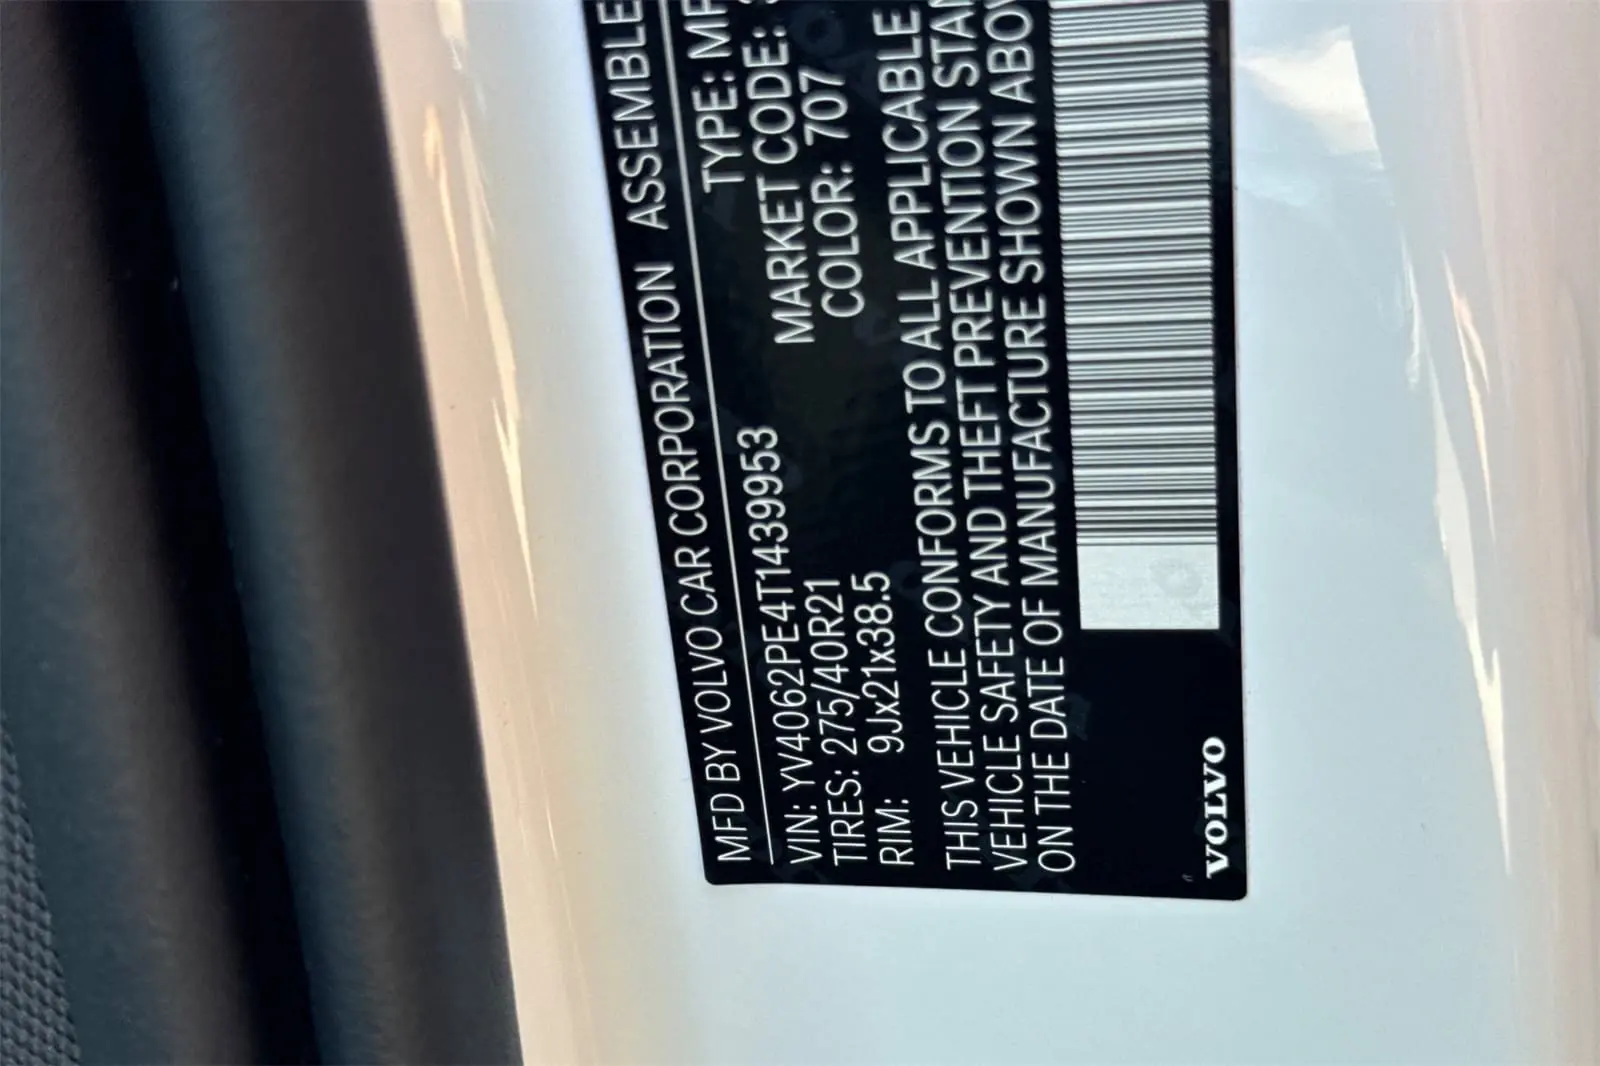 MFD BY VOLVO CAR CORPORATION ASSEMBLE
VIN: YV4062PE4T1439953 TYPE: MF
TIRES: 275/40R21 MARKET CODE:
RIM: 9Jx21x38.5 COLOR: 707
THIS VEHICLE CONFORMS TO ALL APPLICABLE
VEHICLE SAFETY AND THEFT PREVENTION STAN
ON THE DATE OF MANUFACTURE SHOWN ABOV
VOLVO